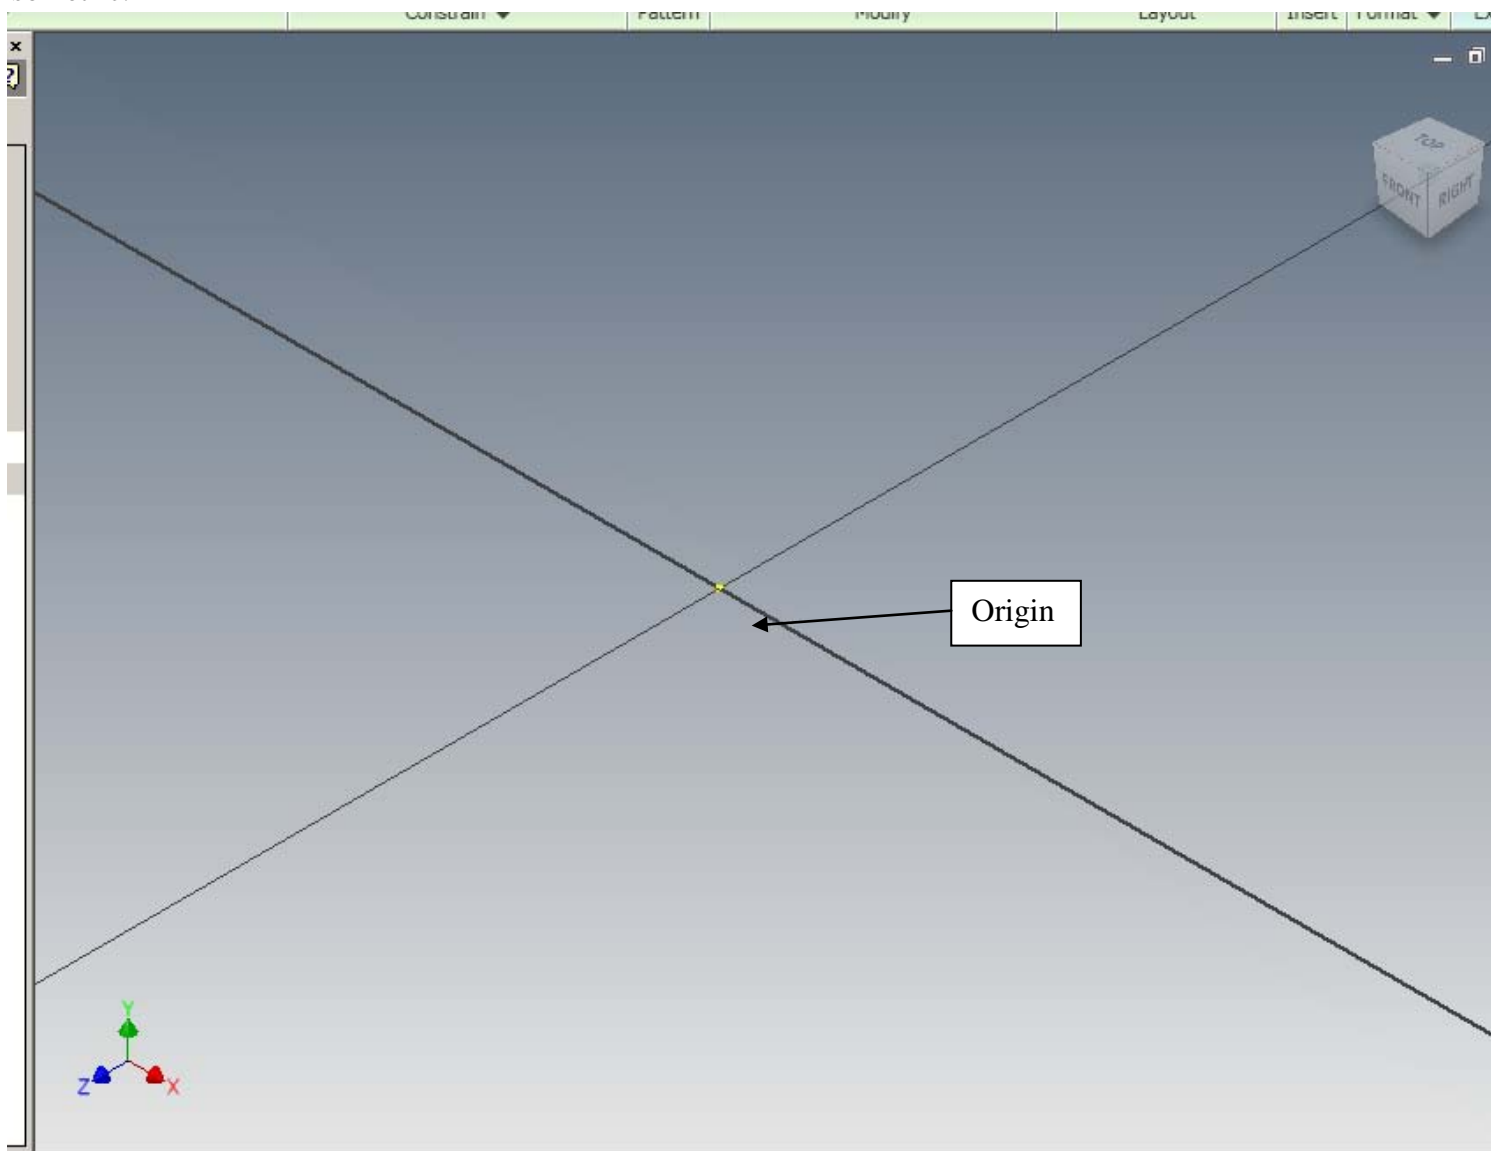 Constrain
Pattern
Modify
Layout
Insert
Format
TOP
FRONT
RIGHT
Origin
Y
Z
X